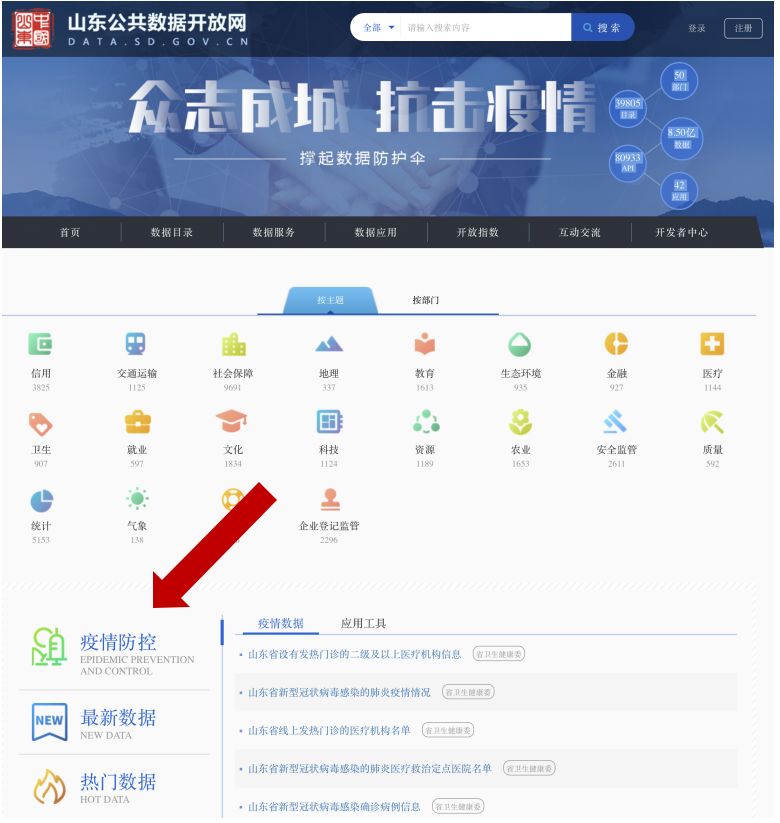 山东公共数据开放网
DATA.SD.GOV.CN
全部 请输入搜索内容 搜索 登录 注册
众志成城 抗击疫情
撑起数据防护伞
50
部门
39805
目录
8.50亿
数据
80933
API
42
应用
首页 数据目录 数据服务 数据应用 开放指数 互动交流 开发者中心
按主题 按部门
信用 交通运输 社会保障 地理 教育 生态环境 金融 医疗
3825 1125 9691 337 1613 935 927 1144
卫生 就业 文化 科技 资源 农业 安全监管 质量
907 597 1834 1124 1189 1653 2611 592
统计 气象 企业登记监管
5153 138 2296
疫情防控
EPIDEMIC PREVENTION
AND CONTROL
NEW
最新数据
NEW DATA
热门数据
HOT DATA
疫情数据 应用工具
山东省设有发热门诊的二级及以上医疗机构信息 省卫生健康委
山东省新型冠状病毒感染的肺炎疫情情况 省卫生健康委
山东省线上发热门诊的医疗机构名单 省卫生健康委
山东省新型冠状病毒感染的肺炎医疗救治定点医院名单 省卫生健康委
山东省新型冠状病毒感染确诊病例信息 省卫生健康委